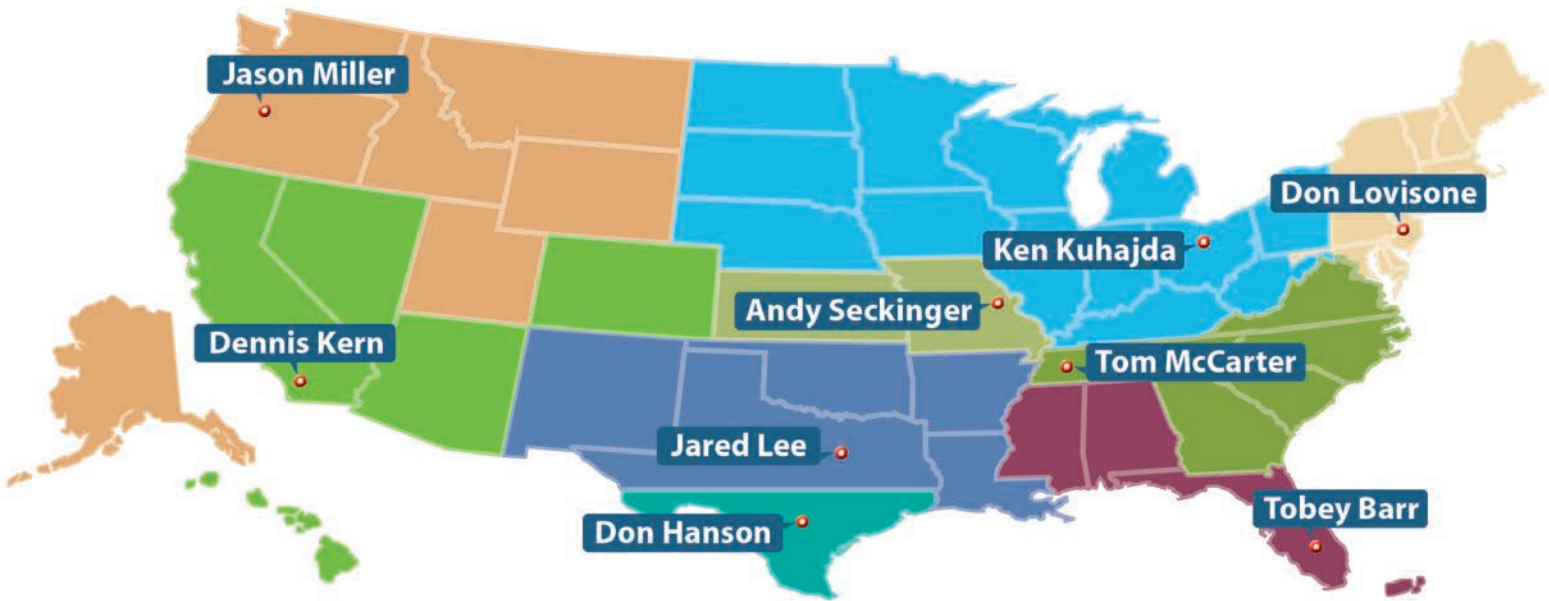 Jason Miller
Don Lovisone
Ken Kuhajda
Andy Seckinger
Dennis Kern
Tom McCarter
Jared Lee
Tobey Barr
Don Hanson